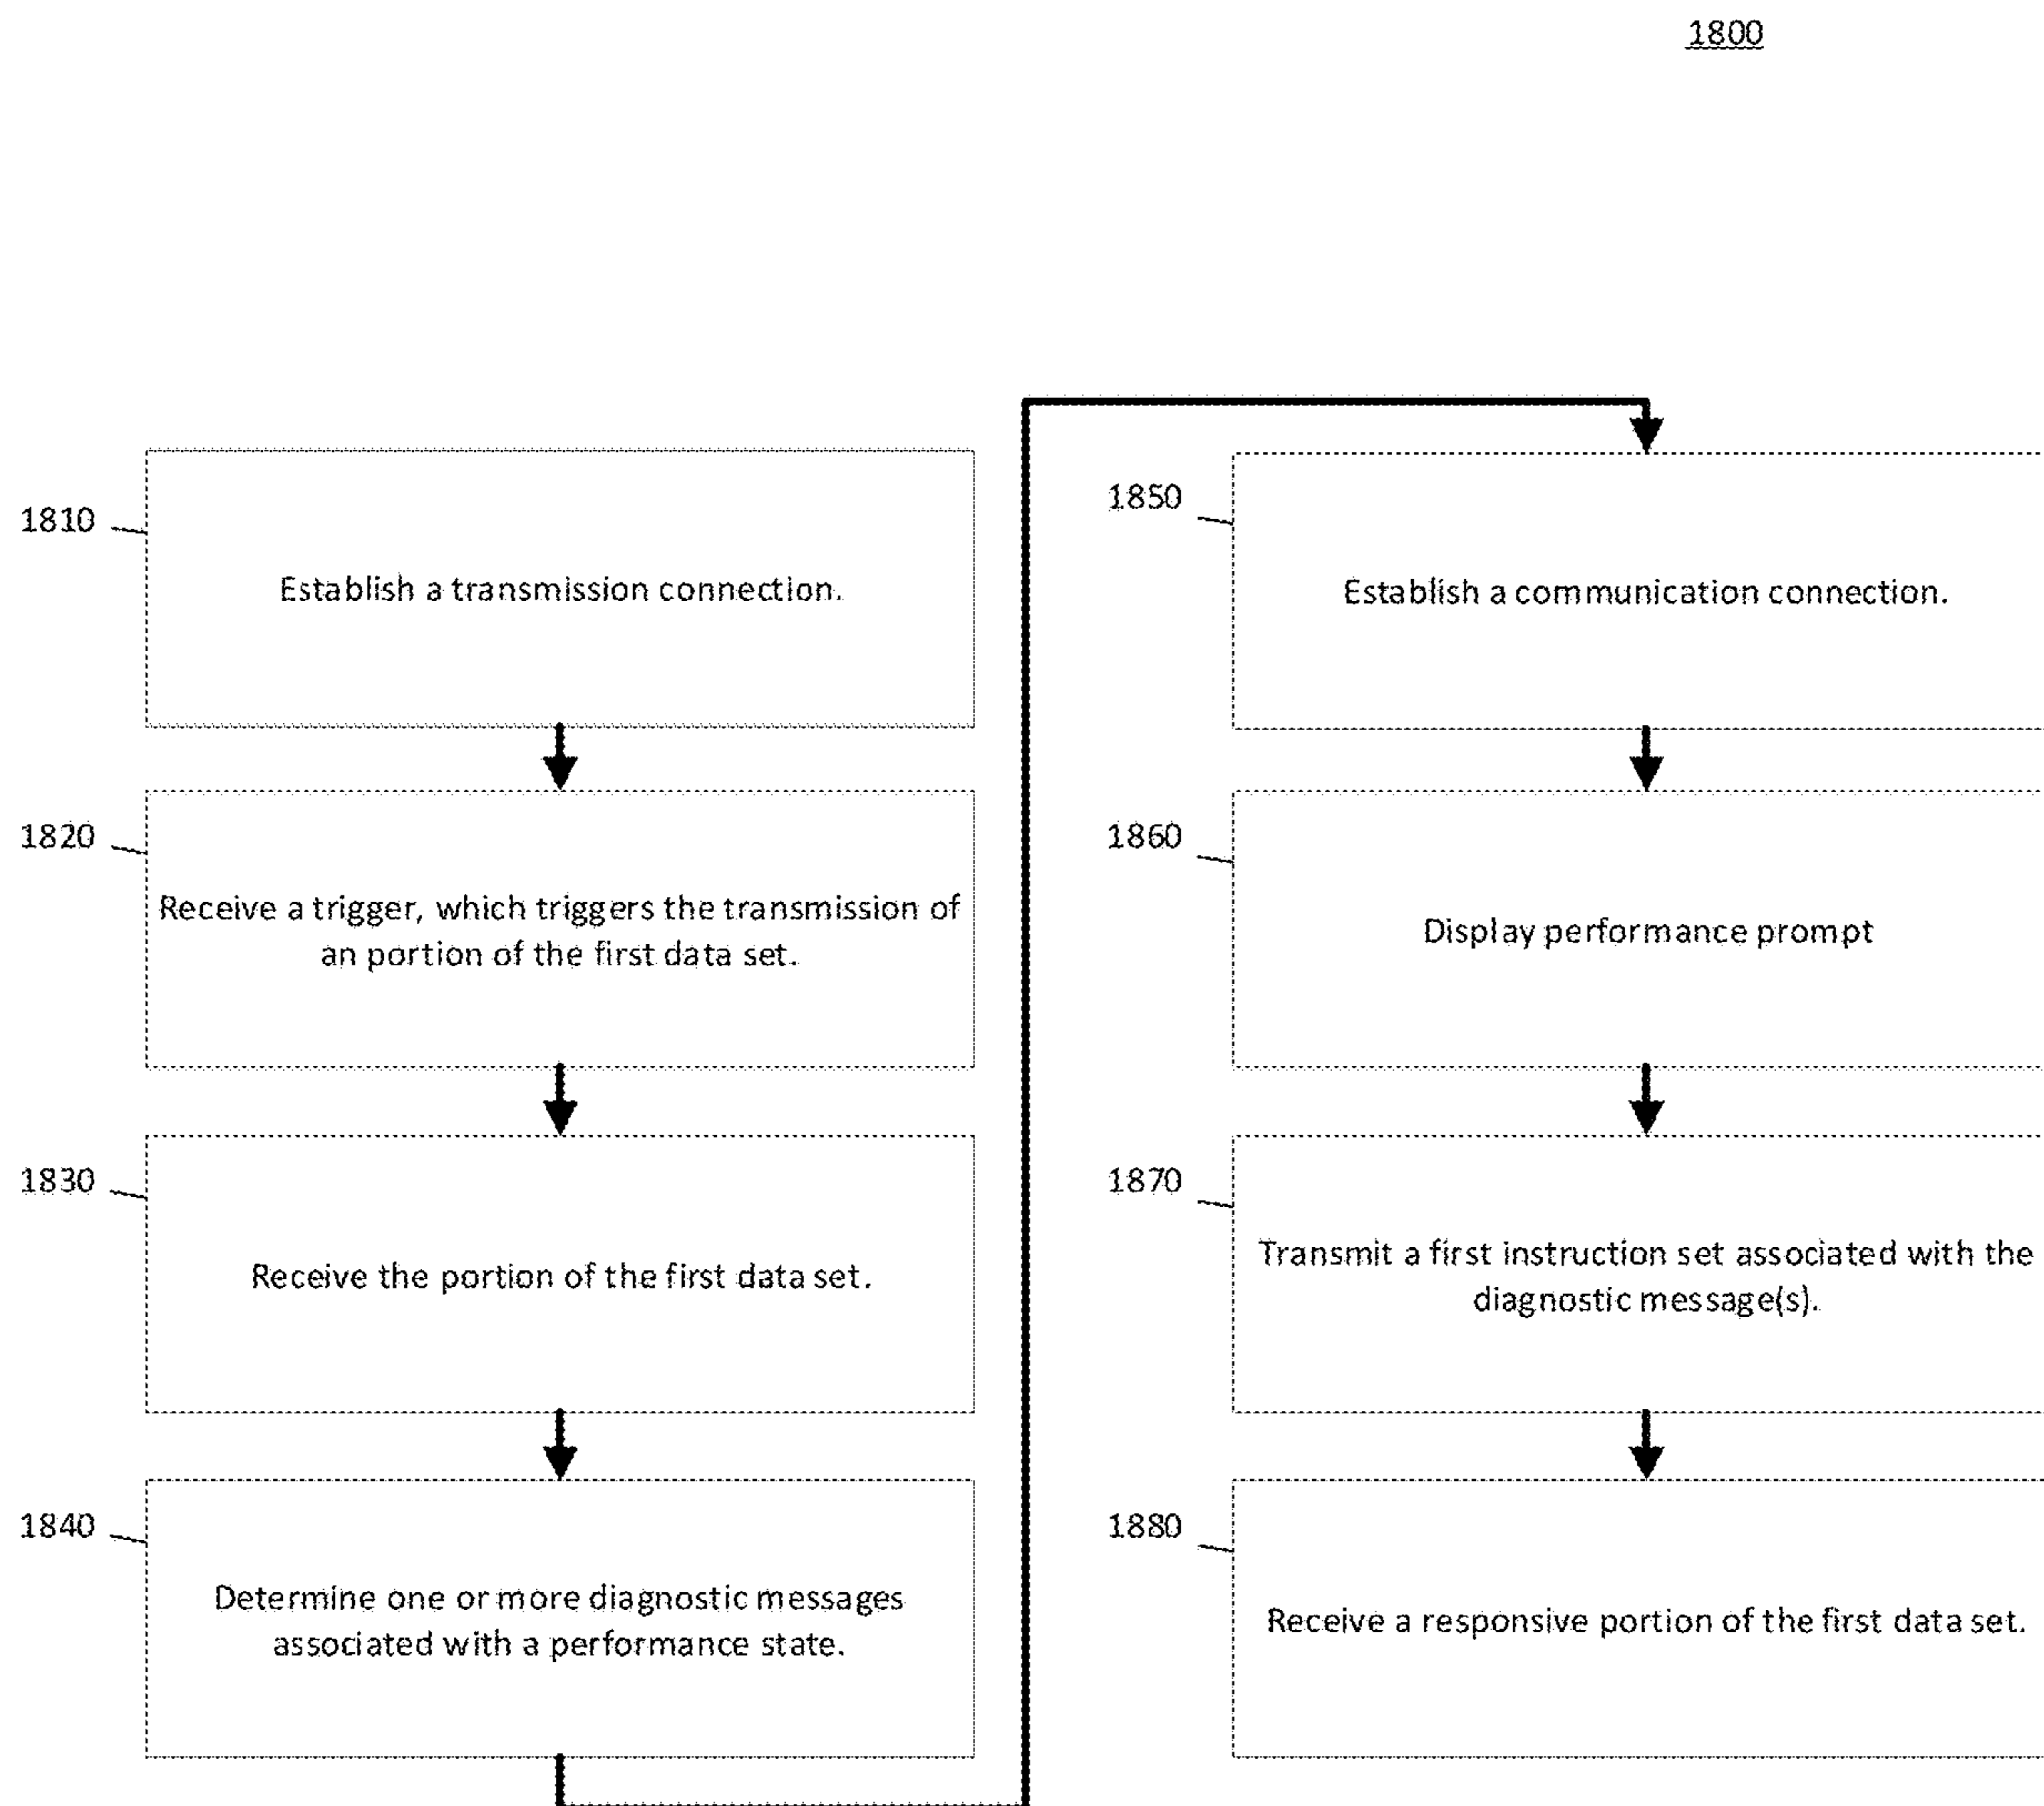 1800
1810
Establish a transmission connection.
1820
Receive a trigger, which triggers the transmission of
an portion of the first data set.
1830
Receive the portion of the first data set.
1840
Determine one or more diagnostic messages
associated with a performance state.
1850
Establish a communication connection.
1860
Display performance prompt
1870
Transmit a first instruction set associated with the
diagnostic message(s).
1880
Receive a responsive portion of the first data set.